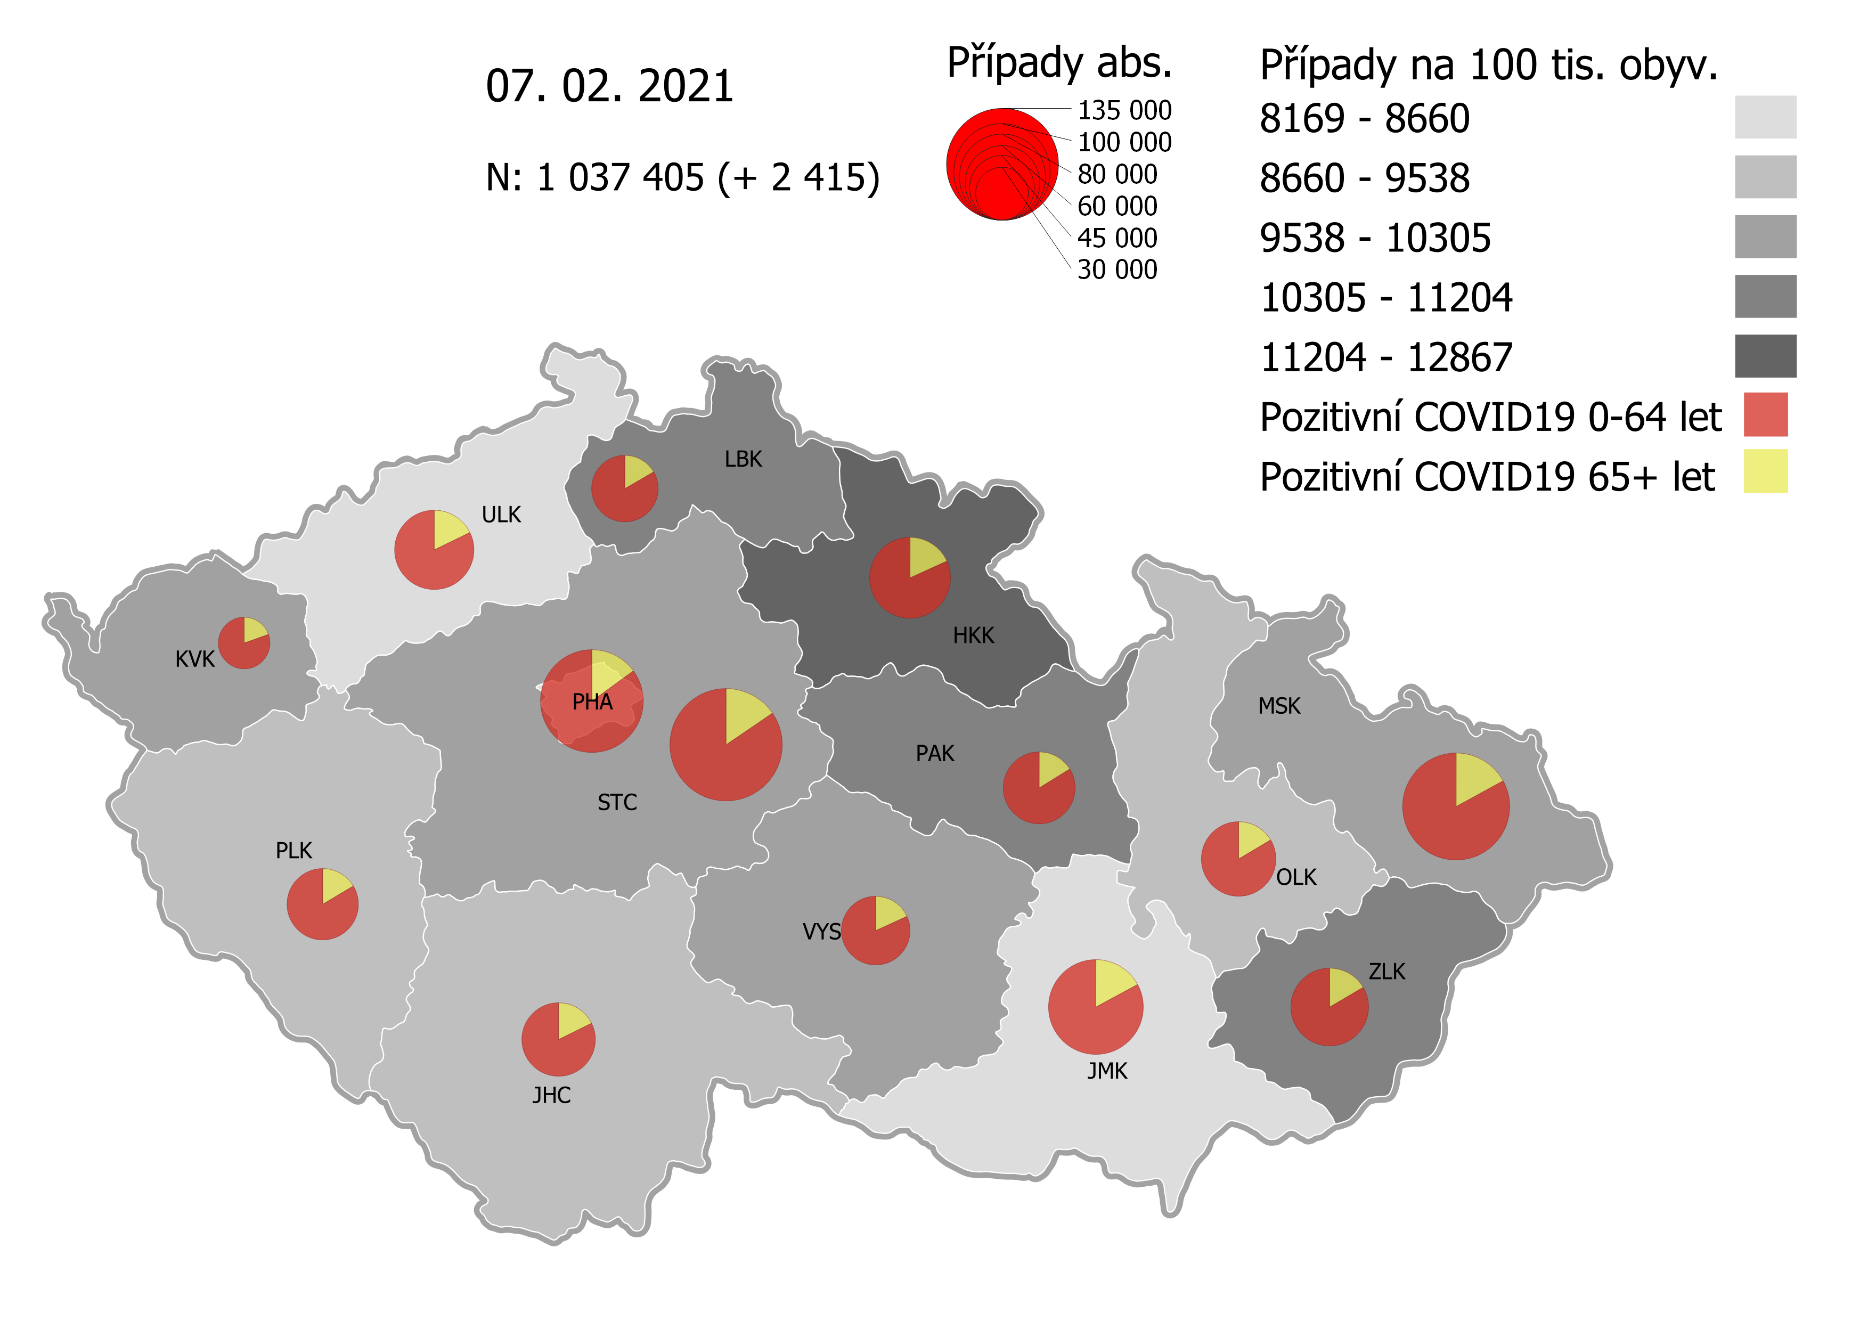 07. 02. 2021
N: 1 037 405 (+ 2 415)
Případy abs.
135 000
100 000
80 000
60 000
45 000
30 000
Případy na 100 tis. obyv.
8169 - 8660
8660 - 9538
9538 - 10305
10305 - 11204
11204 - 12867
Pozitivní COVID19 0-64 let
Pozitivní COVID19 65+ let
LBK
ULK
HKK
KVK
PHA
MSK
PAK
STC
PLK
OLK
VYS
ZLK
JMK
JHC